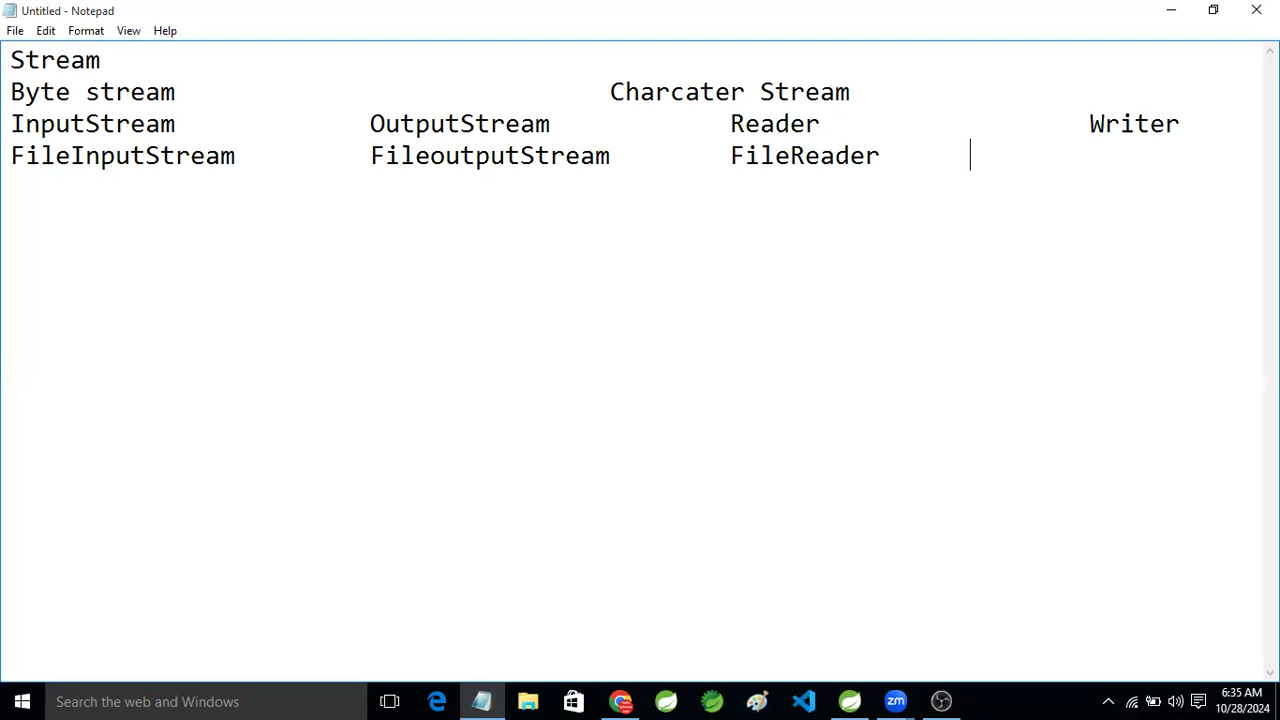 Untitled - Notepad
File Edit Format View Help
Stream
Byte stream Charcater Stream
InputStream OutputStream Reader Writer
FileInputStream FileoutputStream FileReader
Search the web and Windows
6:35 AM
10/28/2024